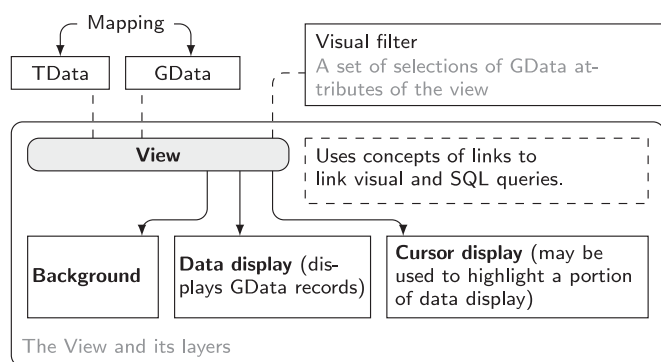 Mapping
TData
GData
Visual filter
A set of selections of GData at-
tributes of the view
View
Uses concepts of links to
link visual and SQL queries.
Background
Data display (dis-
plays GData records)
Cursor display (may be
used to highlight a portion
of data display)
The View and its layers